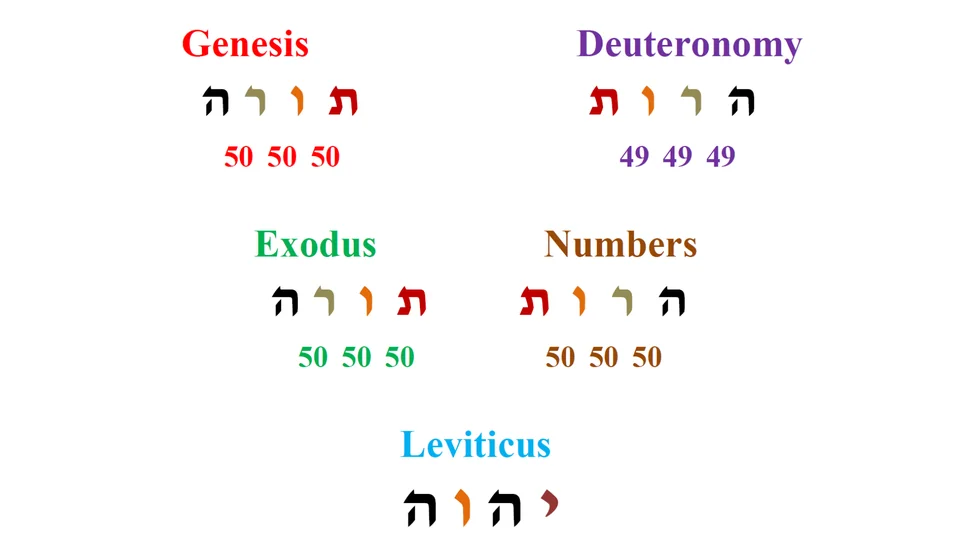 Genesis
ת ו ר ה
50 50 50
Deuteronomy
ה ר ו ת
49 49 49
Exodus
ת ו ר ה
50 50 50
Numbers
ה ר ו ת
50 50 50
Leviticus
י ה ו ה